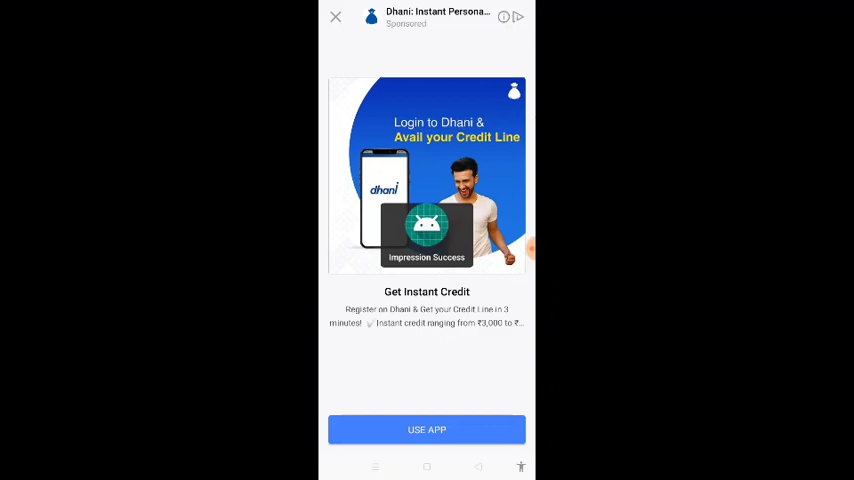 Dhani: Instant Persona...
Sponsored
Login to Dhani &
Avail your Credit Line
dhani
Impression Success
Get Instant Credit
Register on Dhani & Get your Credit Line in 3
minutes! ✓ Instant credit ranging from ₹3,000 to ₹...
USE APP